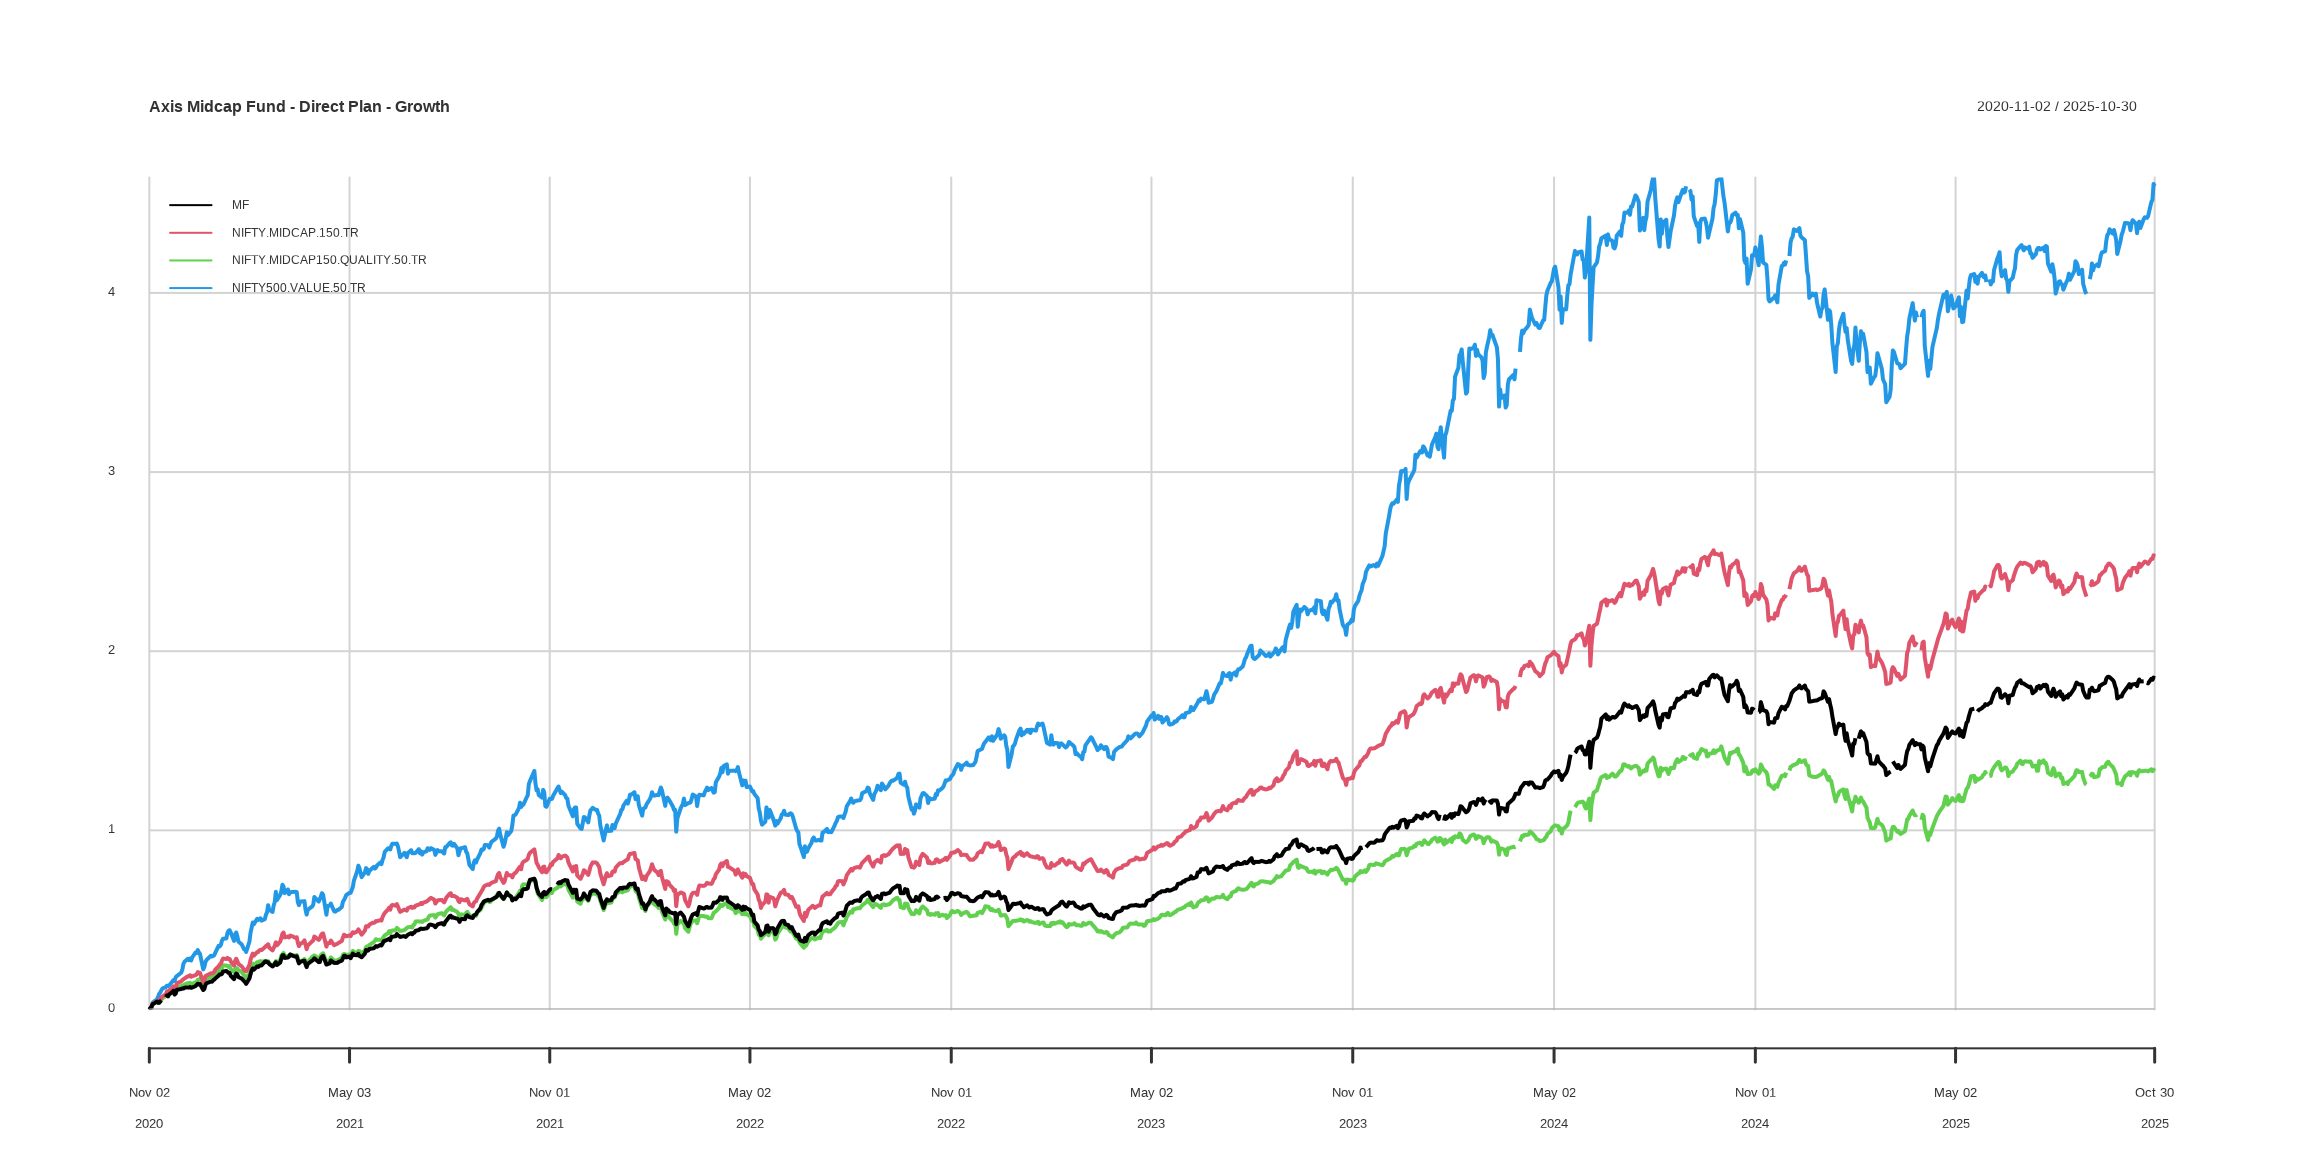 Axis Midcap Fund - Direct Plan - Growth
2020-11-02 / 2025-10-30
MF
NIFTY.MIDCAP.150.TR
NIFTY.MIDCAP150.QUALITY.50.TR
NIFTY500.VALUE.50.TR
4
3
2
1
0
Nov 02 May 03 Nov 01 May 02 Nov 01 May 02 Nov 01 May 02 Nov 01 May 02 Oct 30
2020 2021 2021 2022 2022 2023 2023 2024 2024 2025 2025